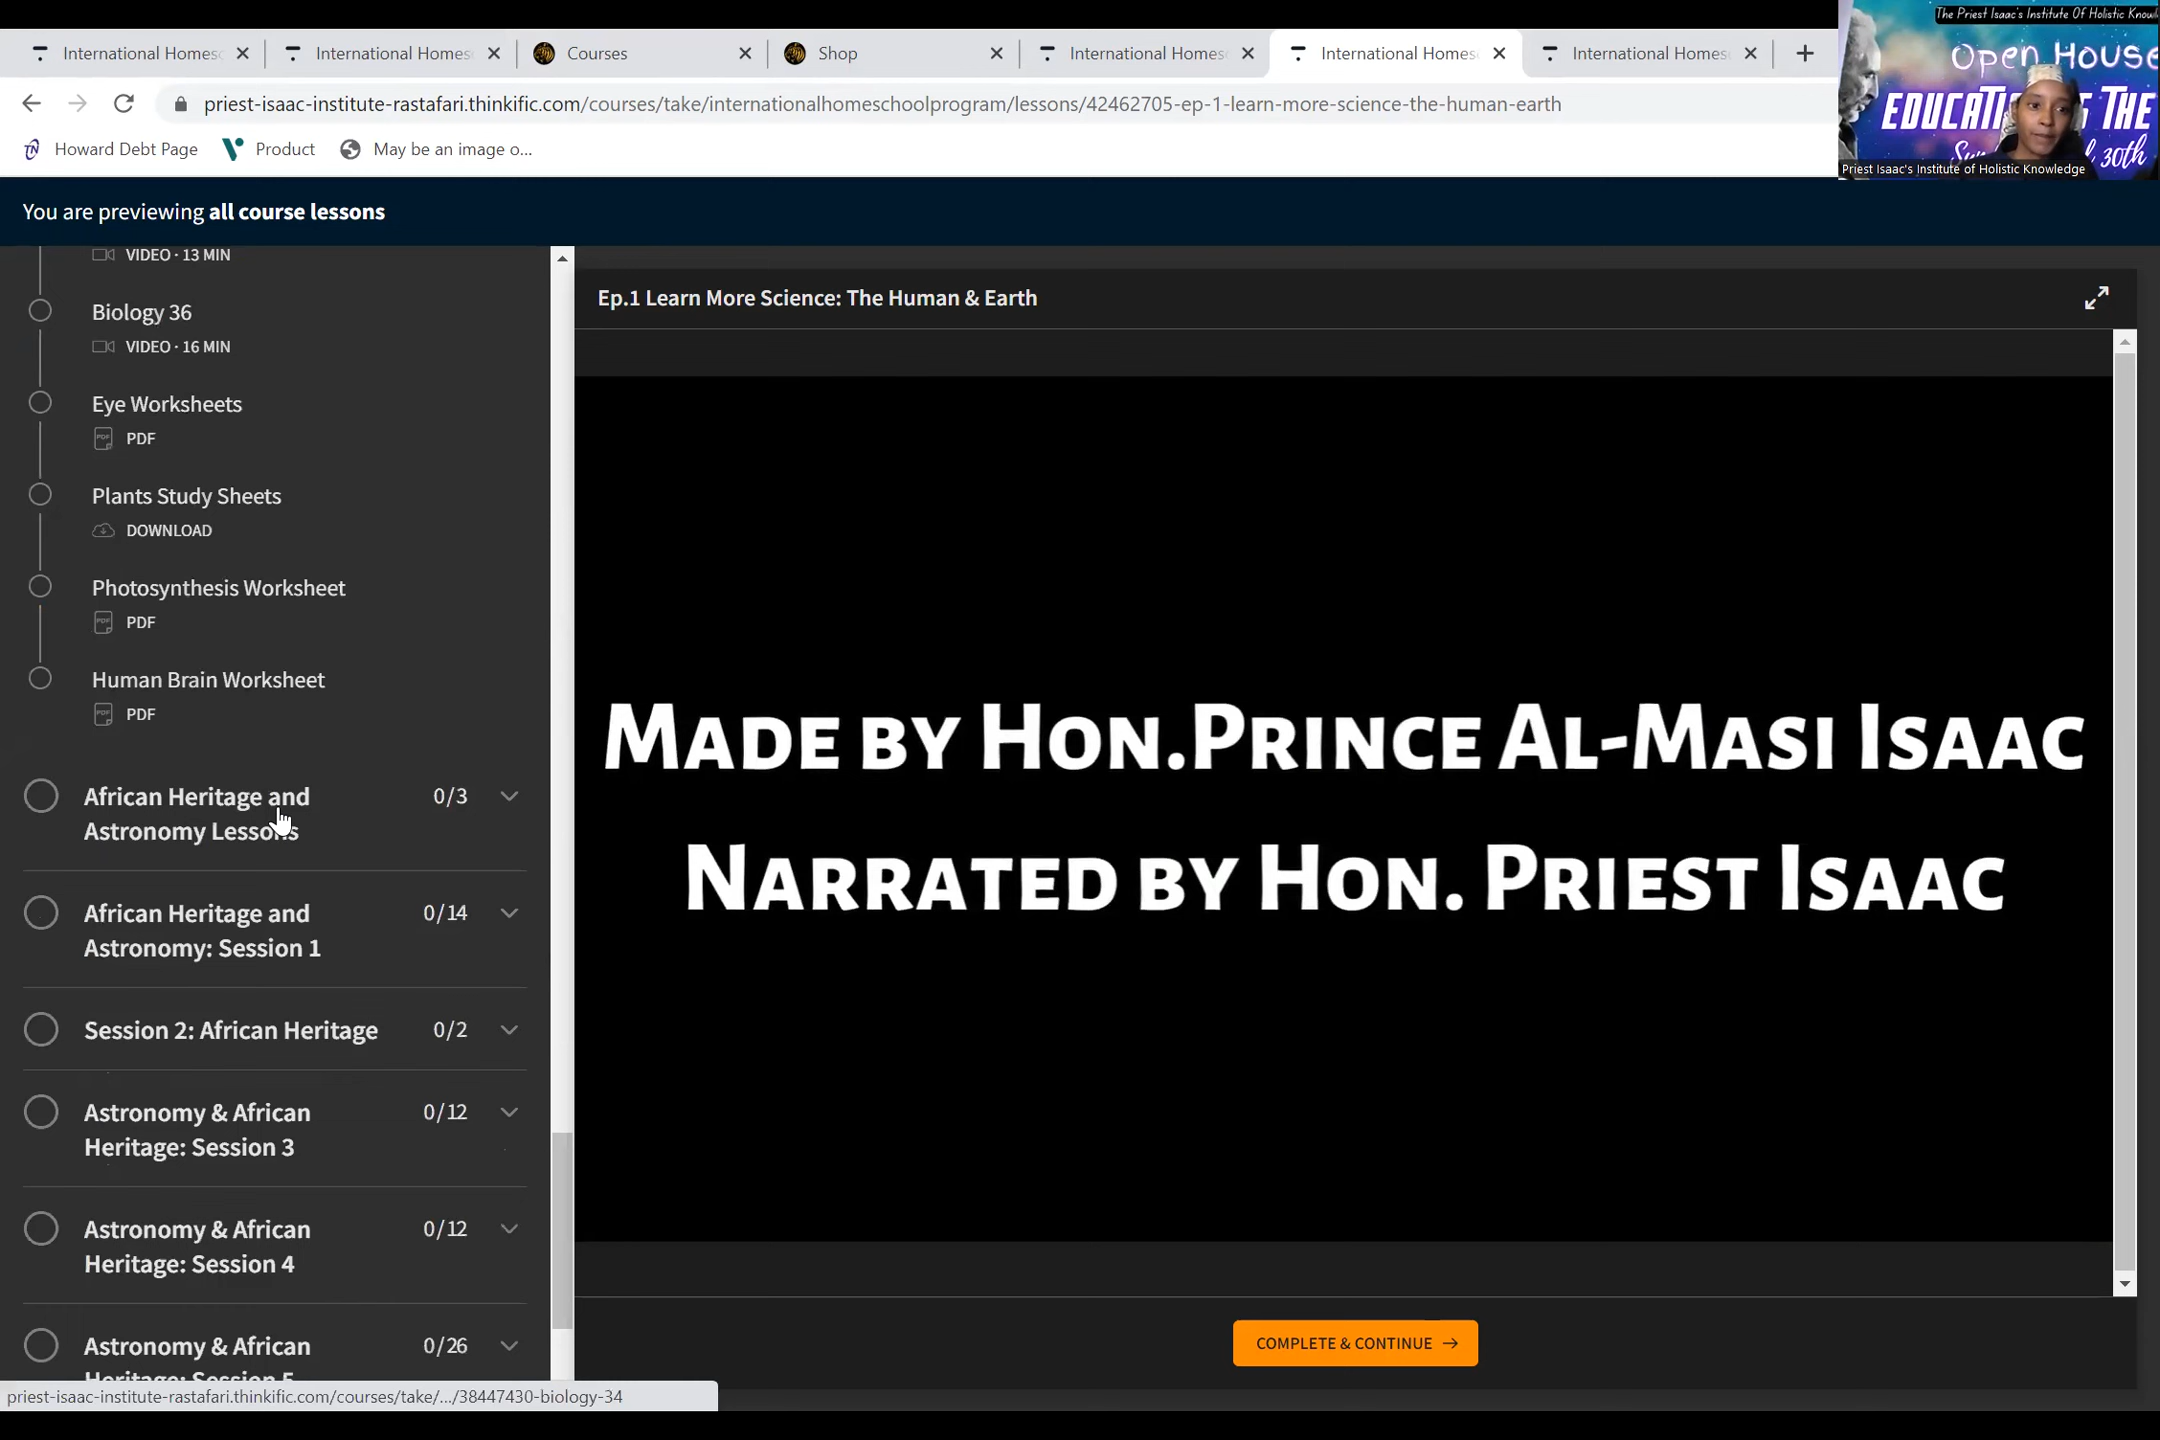 International Homes
International Homes
Courses
Shop
International Homes
International Homes
International Homes
priest-isaac-institute-rastafari.thinkific.com/courses/take/internationalhomeschoolprogram/lessons/42462705-ep-1-learn-more-science-the-human-earth
Howard Debt Page
Product
May be an image o...
The Priest Isaac's Institute Of Holistic
Open House
THE
30th
Priest Isaac's Institute of Holistic Knowledge
You are previewing all course lessons
VIDEO · 13 MIN
Biology 36
VIDEO · 16 MIN
Eye Worksheets
PDF
Plants Study Sheets
DOWNLOAD
Photosynthesis Worksheet
PDF
Human Brain Worksheet
PDF
African Heritage and
Astronomy Lessons
0/3
African Heritage and
Astronomy: Session 1
0/14
Session 2: African Heritage
0/2
Astronomy & African
Heritage: Session 3
0/12
Astronomy & African
Heritage: Session 4
0/12
Astronomy & African
Heritage: Session 5
0/26
priest-isaac-institute-rastafari.thinkific.com/courses/take/.../38447430-biology-34
Ep.1 Learn More Science: The Human & Earth
MADE BY HON.PRINCE AL-MASI ISAAC
NARRATED BY HON. PRIEST ISAAC
COMPLETE & CONTINUE →